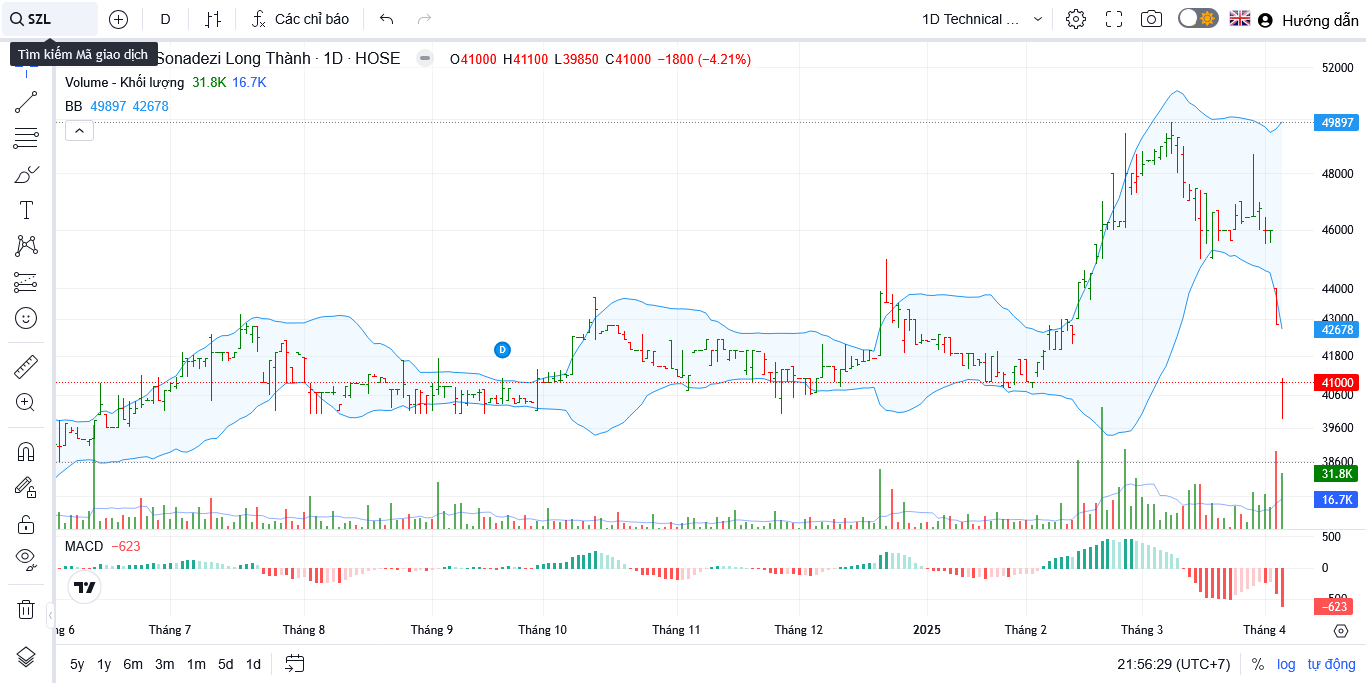 SZL
D
Các chỉ báo
1D Technical ...
Hướng dẫn
Tìm kiếm Mã giao dịch
Sonadezi Long Thành · 1D · HOSE
O41000 H41100 L39850 C41000 −1800 (−4.21%)
Volume - Khối lượng 31.8K 16.7K
BB 49897 42678
52000
49897
48000
46000
44000
43000
42678
41800
41000
40600
39600
38600
31.8K
16.7K
D
MACD −623
500
0
−500
−623
ng 6
Tháng 7
Tháng 8
Tháng 9
Tháng 10
Tháng 11
Tháng 12
2025
Tháng 2
Tháng 3
Tháng 4
5y 1y 6m 3m 1m 5d 1d
21:56:29 (UTC+7)
% log tự động